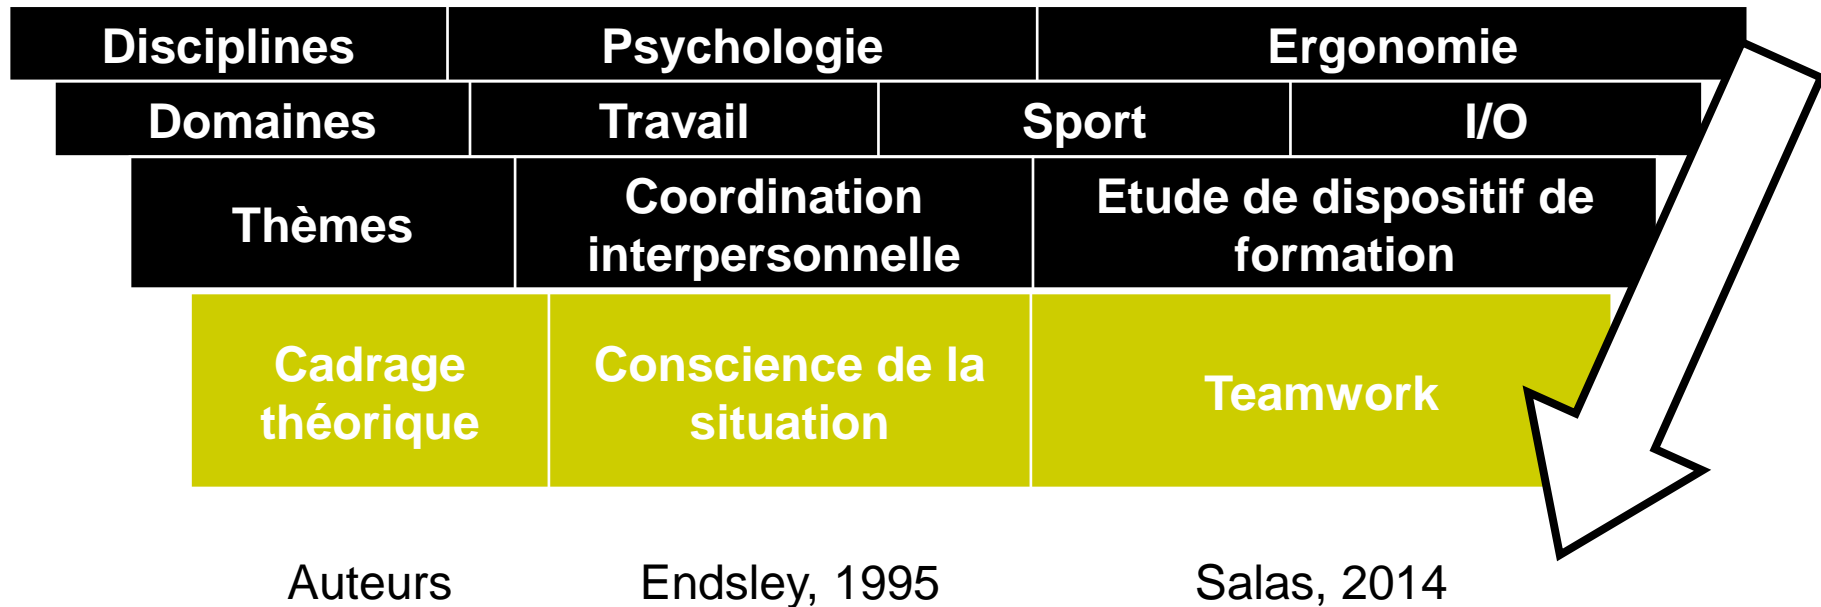 Disciplines Psychologie Ergonomie
Domaines Travail Sport I/O
Thèmes
Coordination
interpersonnelle
Etude de dispositif de
formation
Cadrage
théorique
Conscience de la
situation
Teamwork
Auteurs Endsley, 1995 Salas, 2014